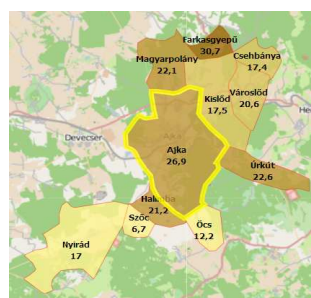 Farkasgyepű
30,7
Magyarpolány
22,1
Csehbánya
17,4
Kislőd
17,5
Városlőd
20,6
Devecser
Ajka
26,9
Úrkút
22,6
Halimba
21,2
Szőc
6,7
Öcs
12,2
Nyirád
17